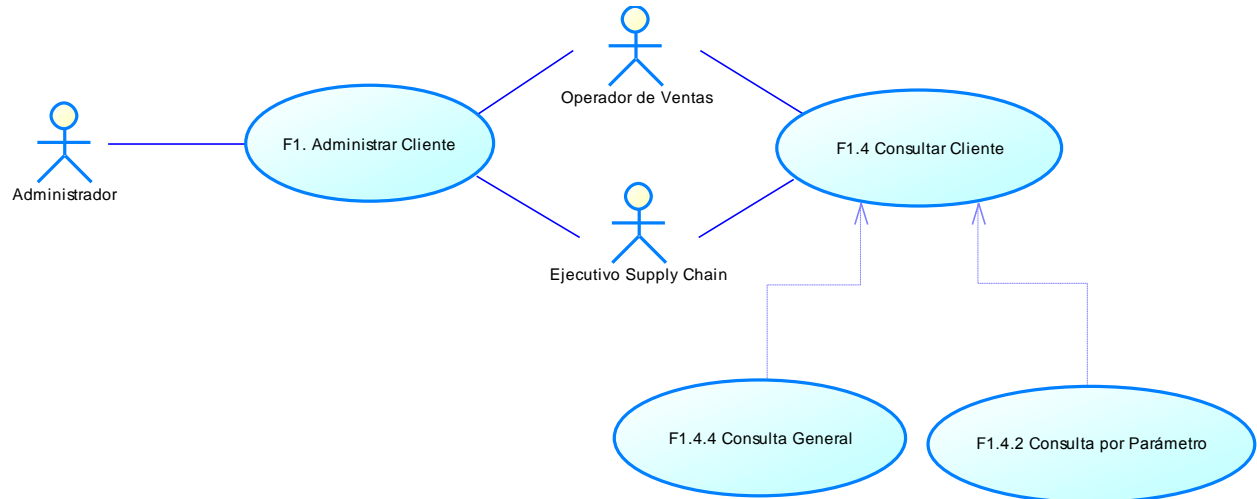 Operador de Ventas
F1. Administrar Cliente
F1.4 Consultar Cliente
Administrador
Ejecutivo Supply Chain
F1.4.4 Consulta General
F1.4.2 Consulta por Parámetro